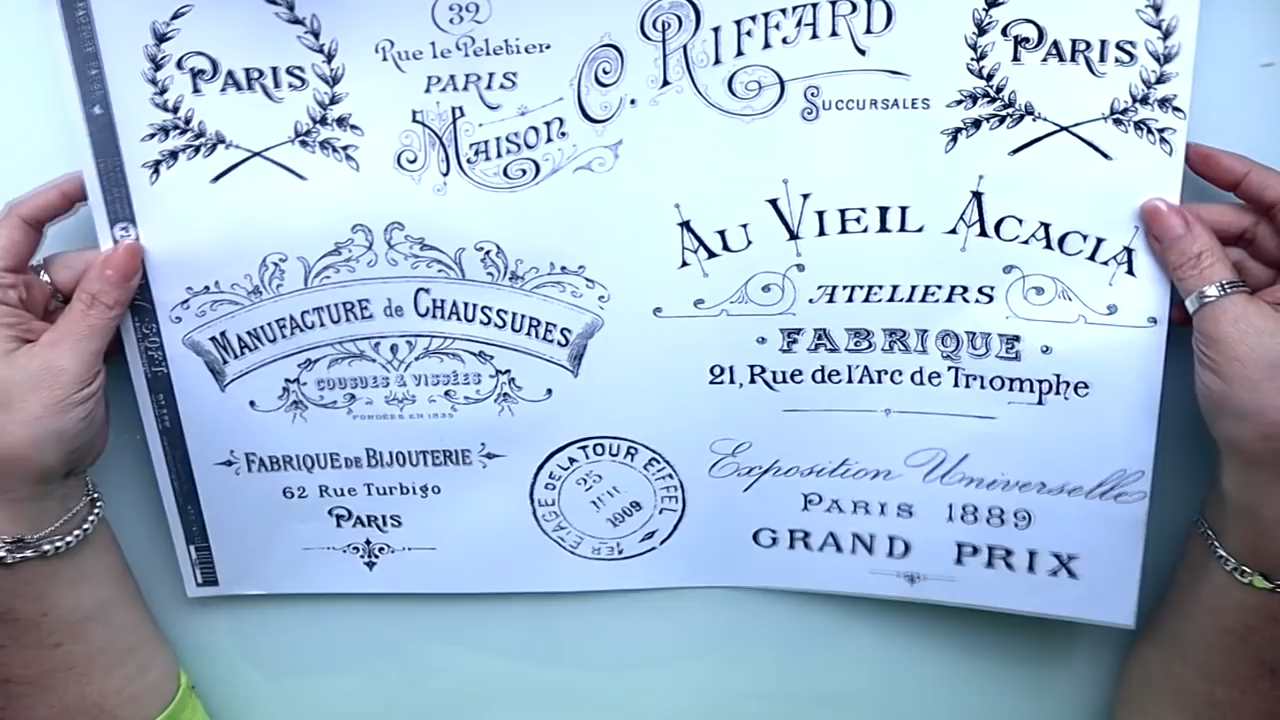 PARIS
32
Rue le Peletier
PARIS
MAISON C. RIFFARD
SUCCURSALES
PARIS
MANUFACTURE de CHAUSSURES
COUSUES & VISSÉES
FONDÉES EN 1835
AU VIEIL ACACIA
ATELIERS
FABRIQUE
21, Rue de l'Arc de Triomphe
FABRIQUE DE BIJOUTERIE
62 Rue Turbigo
PARIS
1ER ETAGE DE LA TOUR EIFFEL
25
1909
Exposition Universelle
PARIS 1889
GRAND PRIX